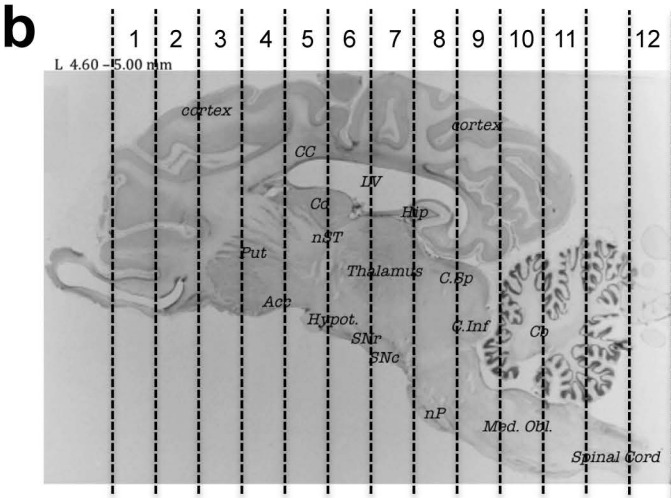 b
1 2 3 4 5 6 7 8 9 10 11 12
L 4.60 – 5.00 mm
cortex
cortex
CC
LV
Cd
Hip
nST
Put
Thalamus
C.Sp
Acc
Hypot.
C.Inf
Cb
SNr
SNc
nP
Med. Obl.
Spinal Cord